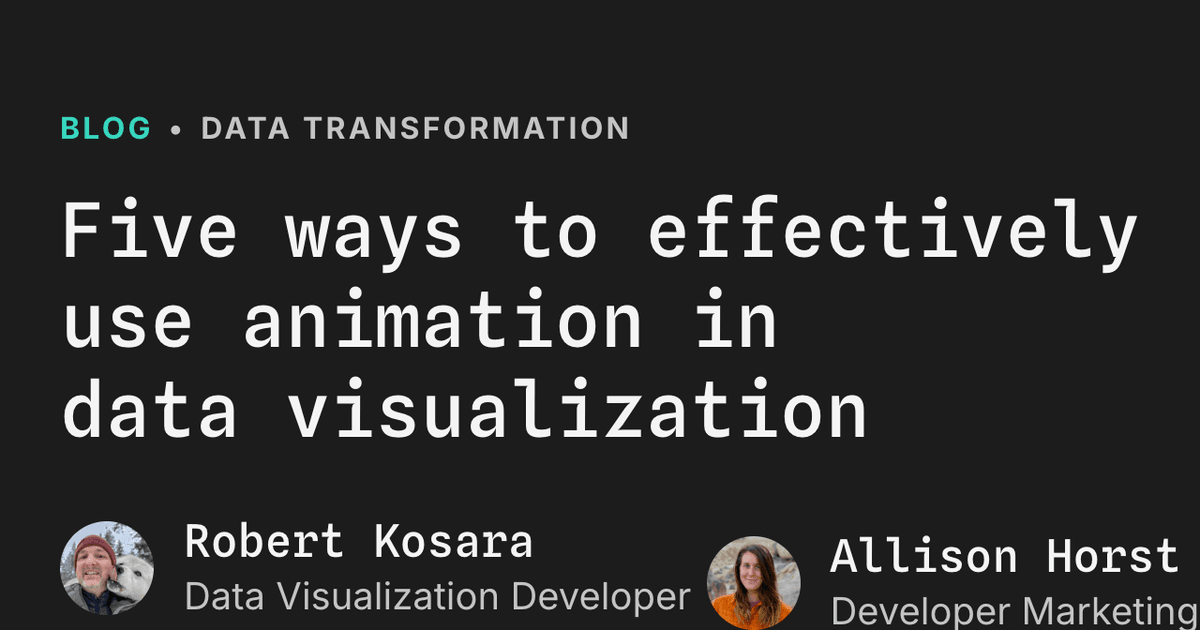 BLOG • DATA TRANSFORMATION
Five ways to effectively
use animation in
data visualization
Robert Kosara
Data Visualization Developer
Allison Horst
Developer Marketing